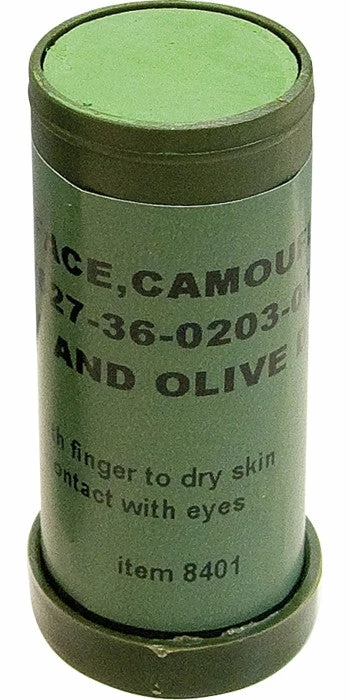 ACE, CAMOUF
27-36-0203-0
AND OLIVE
h finger to dry skin
ontact with eyes
item 8401